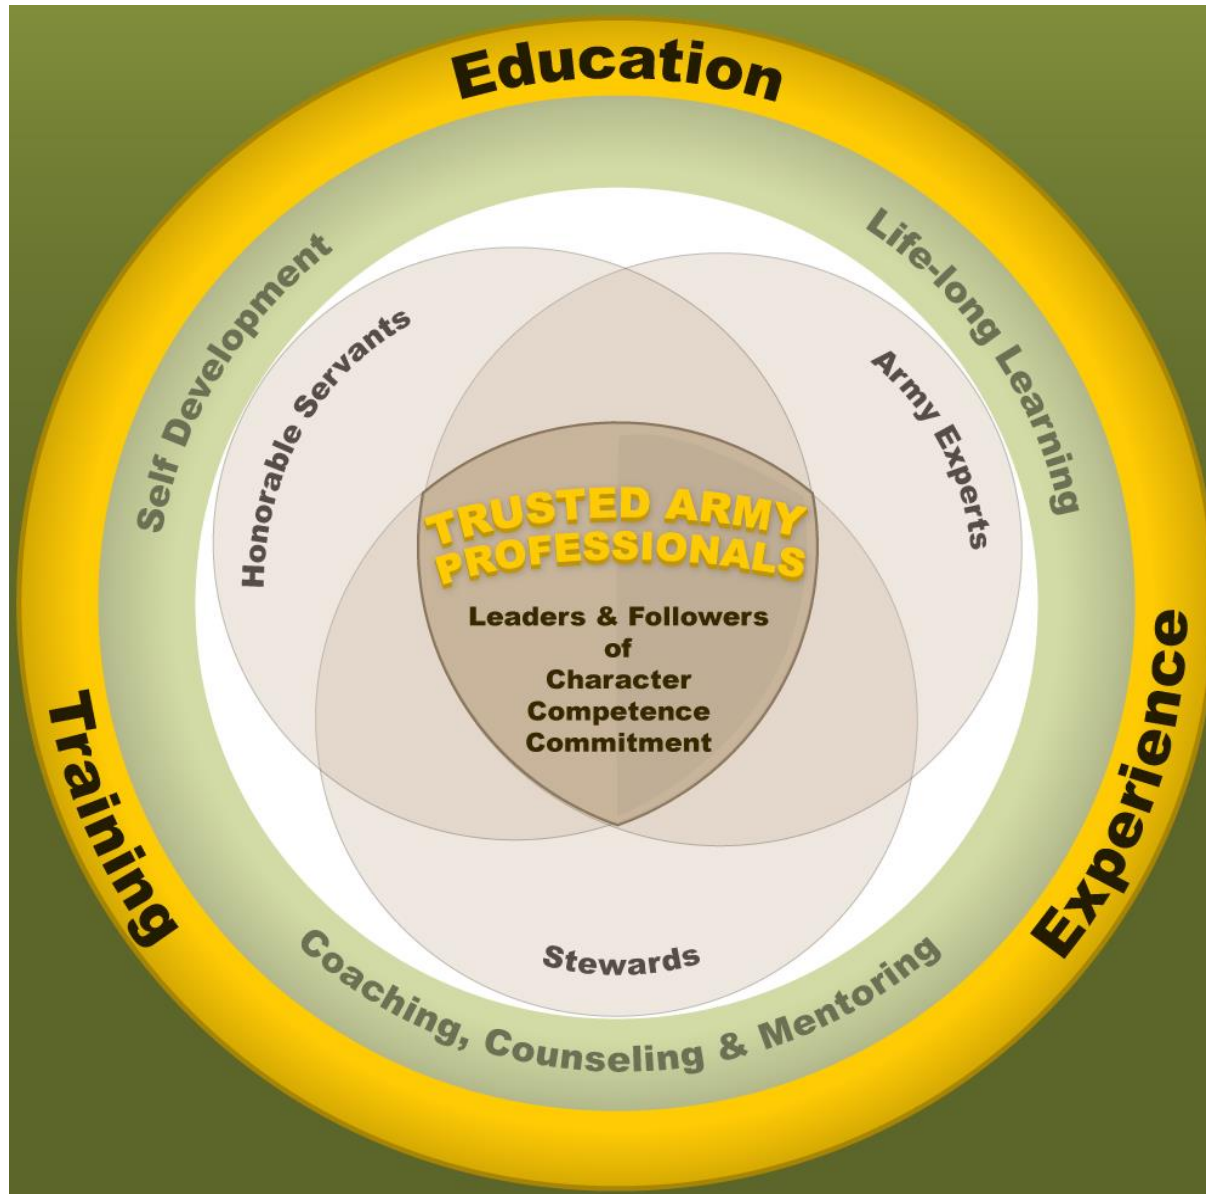 Education
Self Development
Life-long Learning
Honorable Servants
Army Experts
TRUSTED ARMY
PROFESSIONALS
Leaders & Followers
of
Character
Competence
Commitment
Training
Experience
Stewards
Coaching, Counseling & Mentoring